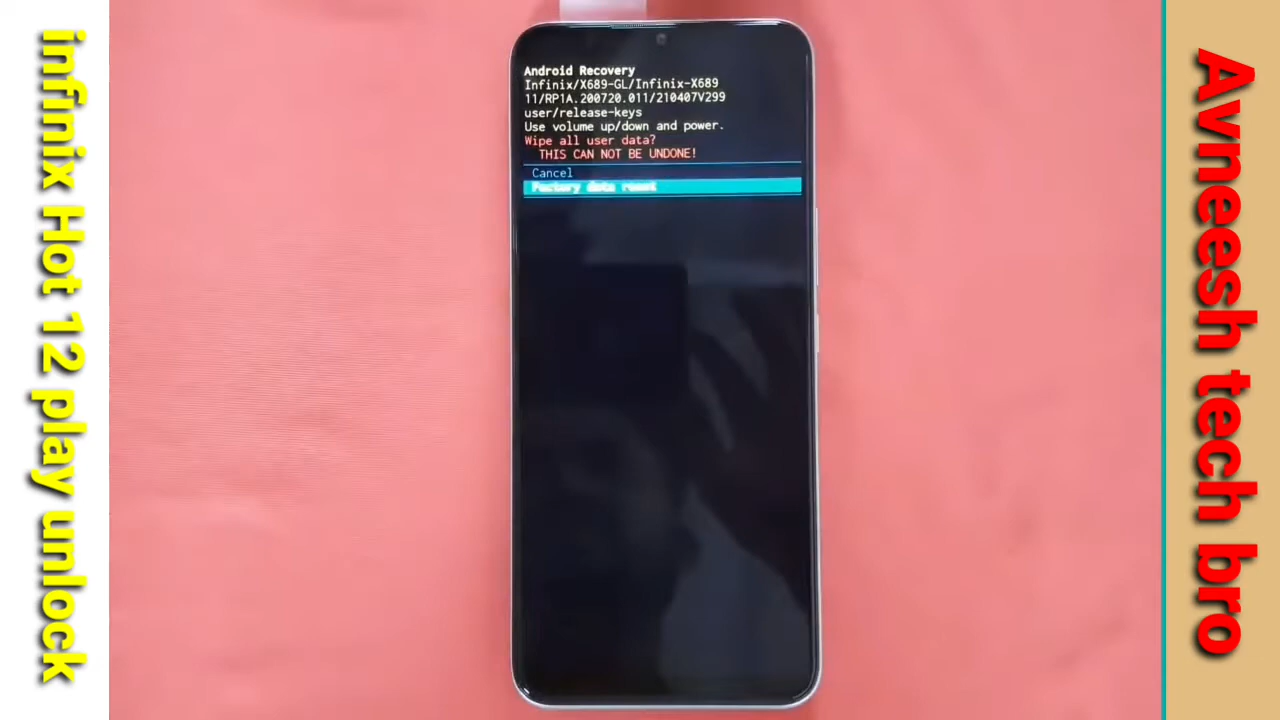 infinix Hot 12 play unlock
Android Recovery
Infinix/X689-GL/Infinix-X689
11/RP1A.200720.011/210407V299
user/release-keys
Use volume up/down and power.
Wipe all user data?
THIS CAN NOT BE UNDONE!
Cancel
Factory data reset
Avneesh tech bro